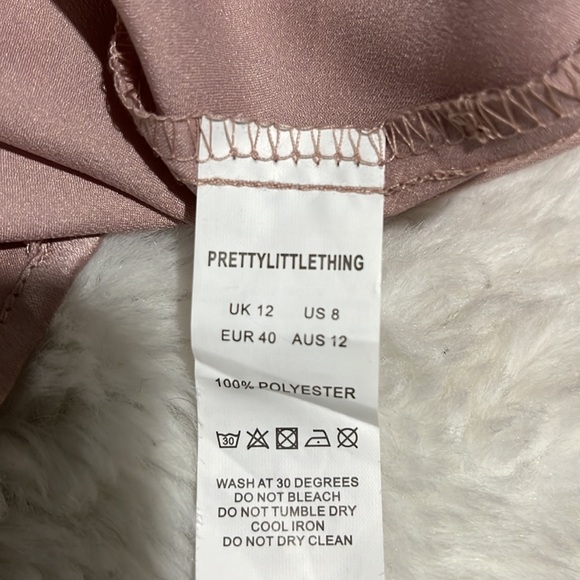 PRETTYLITTLETHING
UK 12 US 8
EUR 40 AUS 12
100% POLYESTER
30
WASH AT 30 DEGREES
DO NOT BLEACH
DO NOT TUMBLE DRY
COOL IRON
DO NOT DRY CLEAN